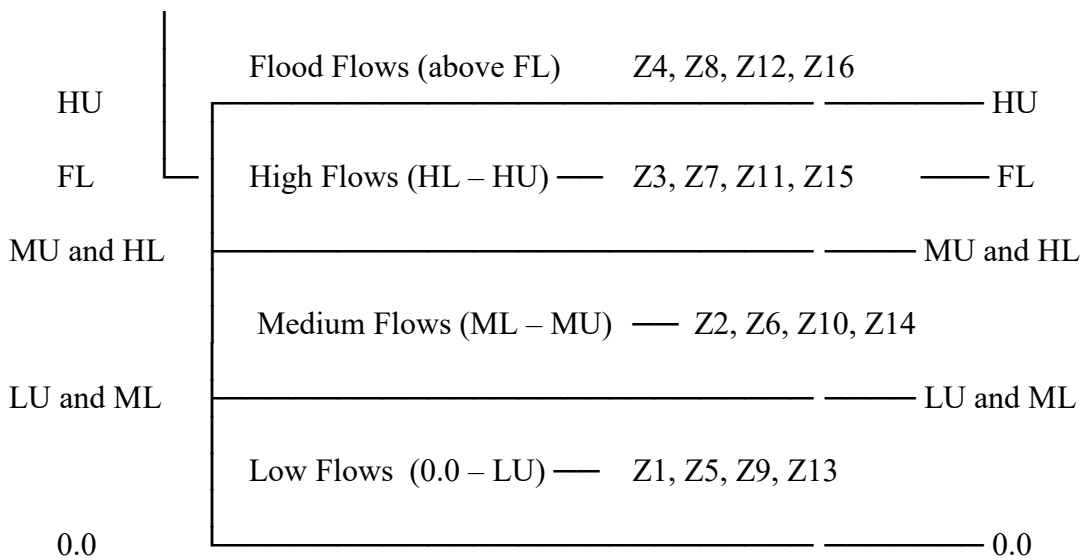 Flood Flows (above FL) Z4, Z8, Z12, Z16
HU HU
FL High Flows (HL – HU) Z3, Z7, Z11, Z15 FL
MU and HL MU and HL
Medium Flows (ML – MU) Z2, Z6, Z10, Z14
LU and ML LU and ML
Low Flows (0.0 – LU) Z1, Z5, Z9, Z13
0.0 0.0